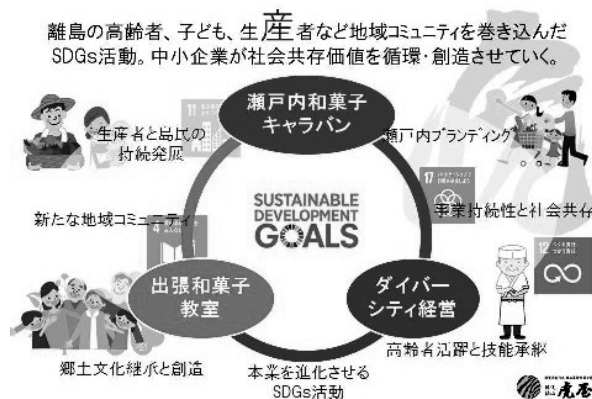 離島の高齢者、子ども、生産者など地域コミュニティを巻き込んだ
SDGs活動。中小企業が社会共存価値を循環・創造させていく。
瀬戸内和菓子
キャラバン
11
生産者と島民の
持続発展
瀬戸内ブランディング
17
事業持続性と社会共存
新たな地域コミュニティ
4
SUSTAINABLE
DEVELOPMENT
GOALS
12
出張和菓子
教室
ダイバー
シティ経営
高齢者活躍と技能承継
郷土文化継承と創造
本業を進化させる
SDGs活動
虎屋